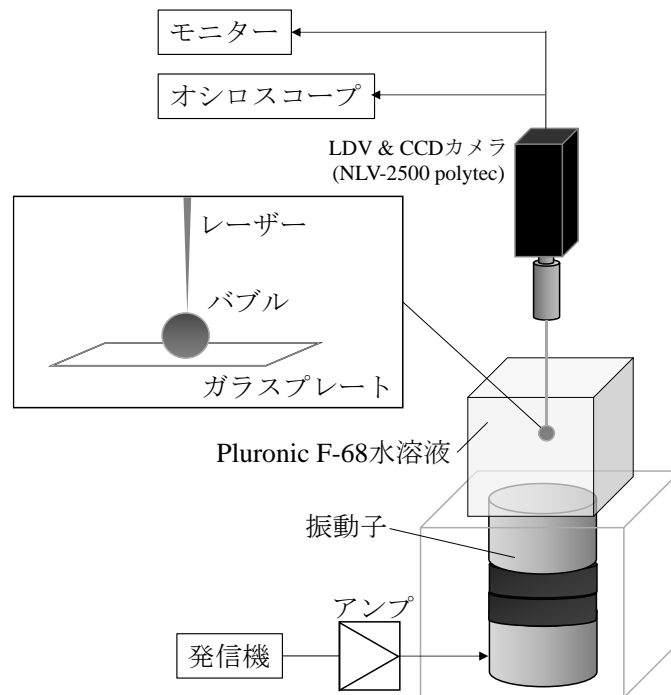 モニター
オシロスコープ
LDV & CCDカメラ
(NLV-2500 polytec)
レーザー
バブル
ガラスプレート
Pluronic F-68水溶液
振動子
アンプ
発信機